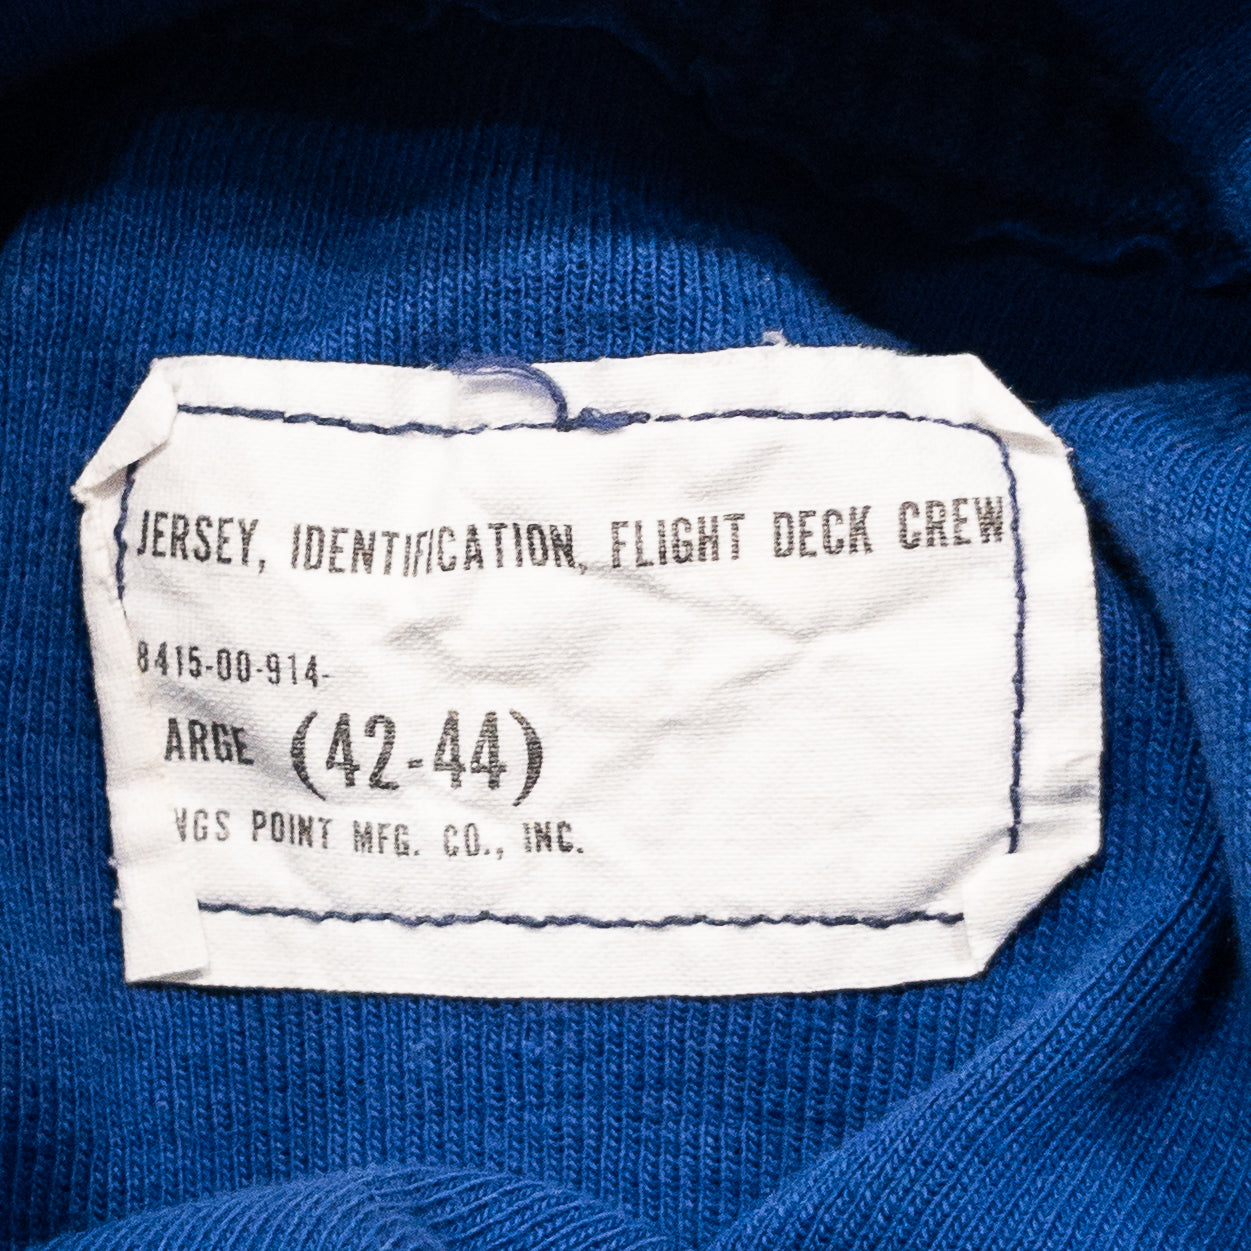 JERSEY, IDENTIFICATION, FLIGHT DECK CREW
8415-00-914-
ARGE (42-44)
NGS POINT MFG. CO., INC.